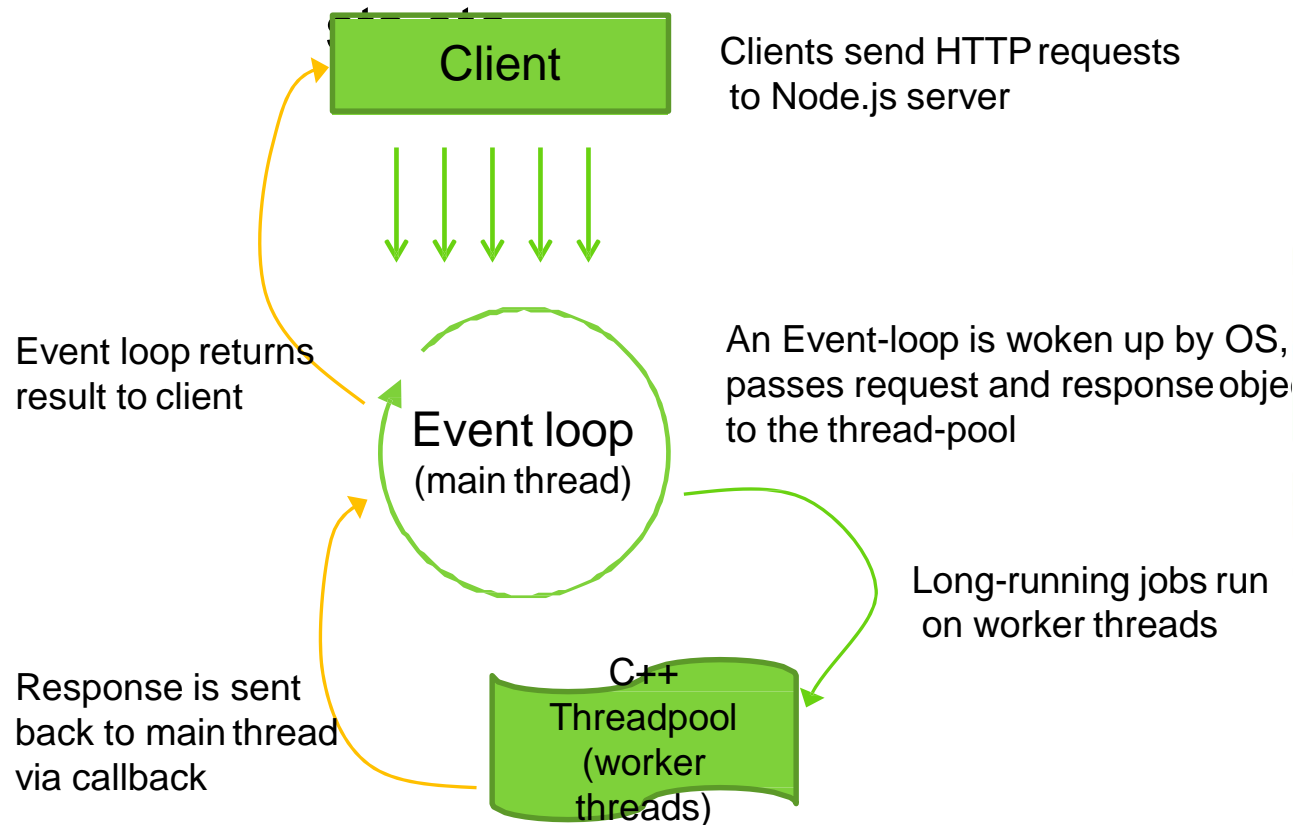 Client
Clients send HTTP requests
to Node.js server
Event loop returns
result to client
An Event-loop is woken up by OS,
passes request and response obje
to the thread-pool
Event loop
(main thread)
Long-running jobs run
on worker threads
C++
Threadpool
(worker
threads)
Response is sent
back to main thread
via callback